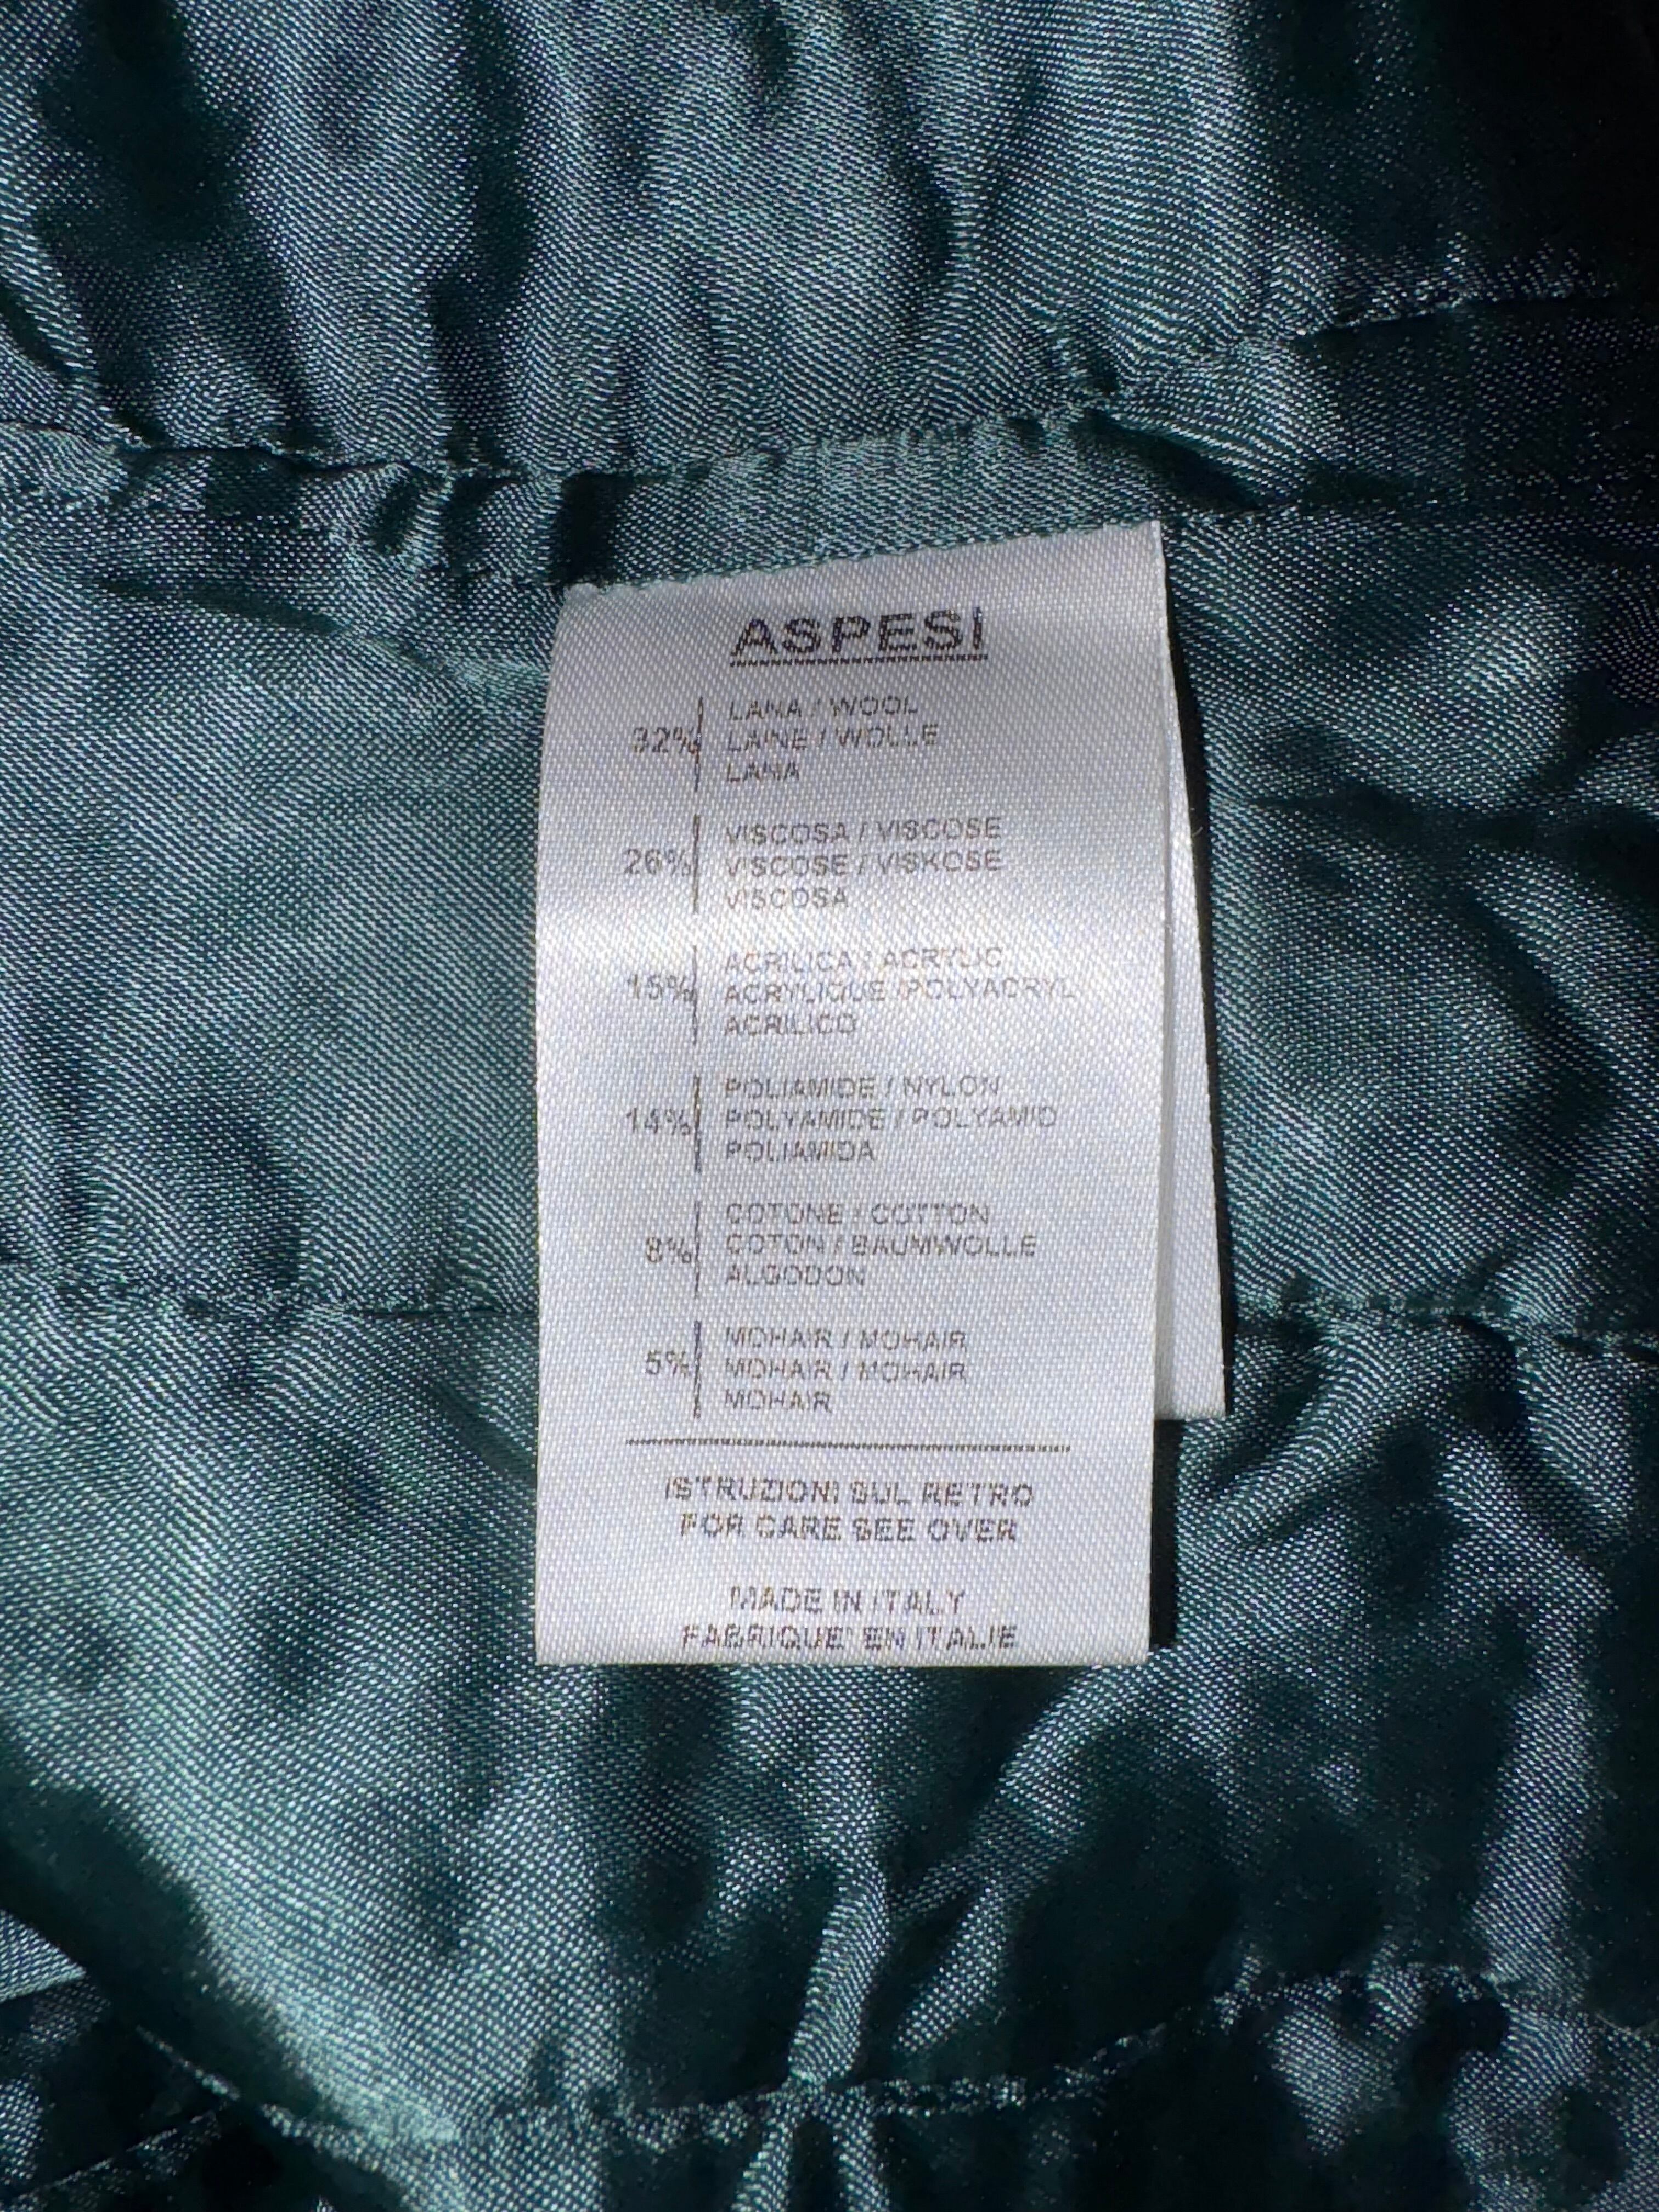 ASPESI
32% LANA / WOOL
LAINE / WOLLE
LANA
26% VISCOSA / VISCOSE
VISCOSE / VISKOSE
VISCOSA
15% ACRILICA / ACRYLIC
ACRYLIQUE / POLYACRYL
ACRILICO
14% POLIAMIDE / NYLON
POLYAMIDE / POLYAMID
POLIAMIDA
8% COTONE / COTTON
COTON / BAUMWOLLE
ALGODON
5% MOHAIR / MOHAIR
MOHAIR / MOHAIR
MOHAIR
ISTRUZIONI SUL RETRO
FOR CARE SEE OVER
MADE IN ITALY
FABRIQUE' EN ITALIE